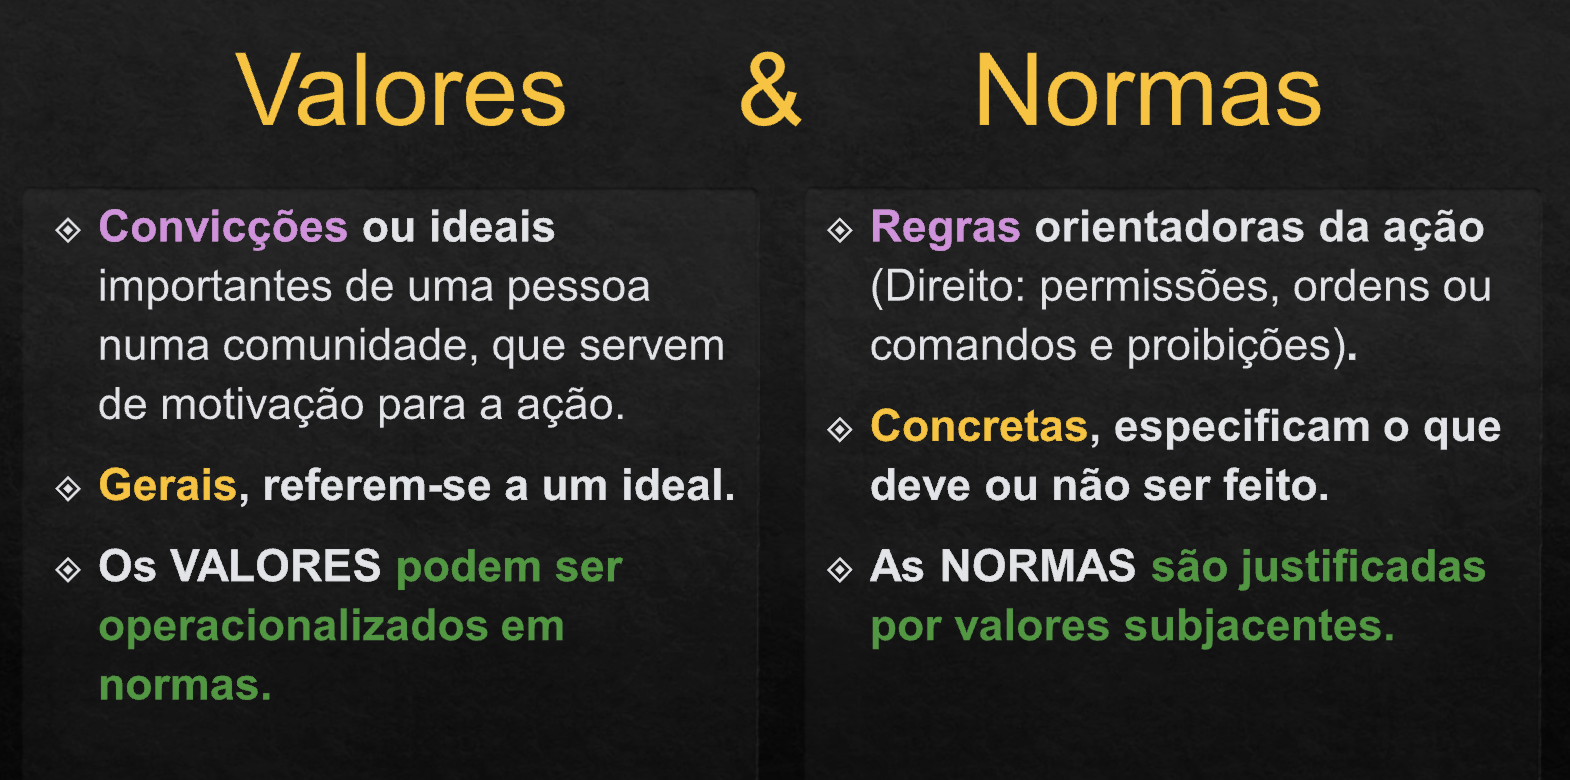 Valores & Normas
Convicções ou ideais
importantes de uma pessoa
numa comunidade, que servem
de motivação para a ação.
Gerais, referem-se a um ideal.
Os VALORES podem ser
operacionalizados em
normas.
Regras orientadoras da ação
(Direito: permissões, ordens ou
comandos e proibições).
Concretas, especificam o que
deve ou não ser feito.
As NORMAS são justificadas
por valores subjacentes.